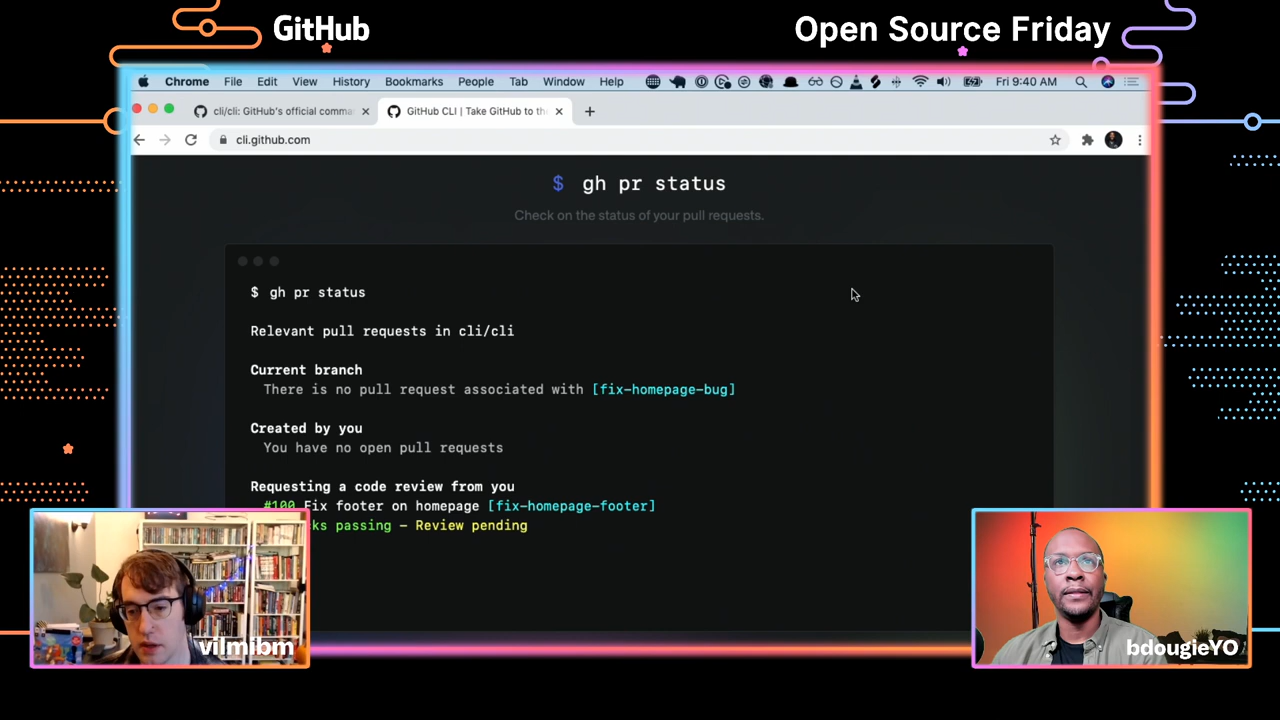 GitHub
Open Source Friday
Chrome File Edit View History Bookmarks People Tab Window Help Fri 9:40 AM
cli/cli: GitHub's official comma
GitHub CLI | Take GitHub to th
cli.github.com
$ gh pr status
Check on the status of your pull requests.
$ gh pr status
Relevant pull requests in cli/cli
Current branch
There is no pull request associated with [fix-homepage-bug]
Created by you
You have no open pull requests
Requesting a code review from you
#100 Fix footer on homepage [fix-homepage-footer]
cks passing - Review pending
vilmibm
bdougieYO